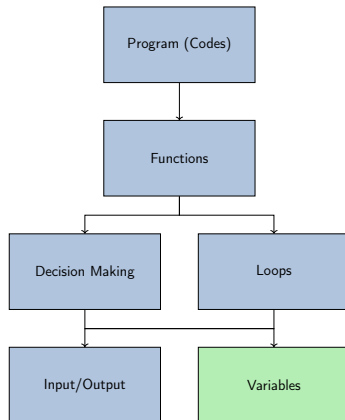 Program (Codes)
Functions
Decision Making
Loops
Input/Output
Variables